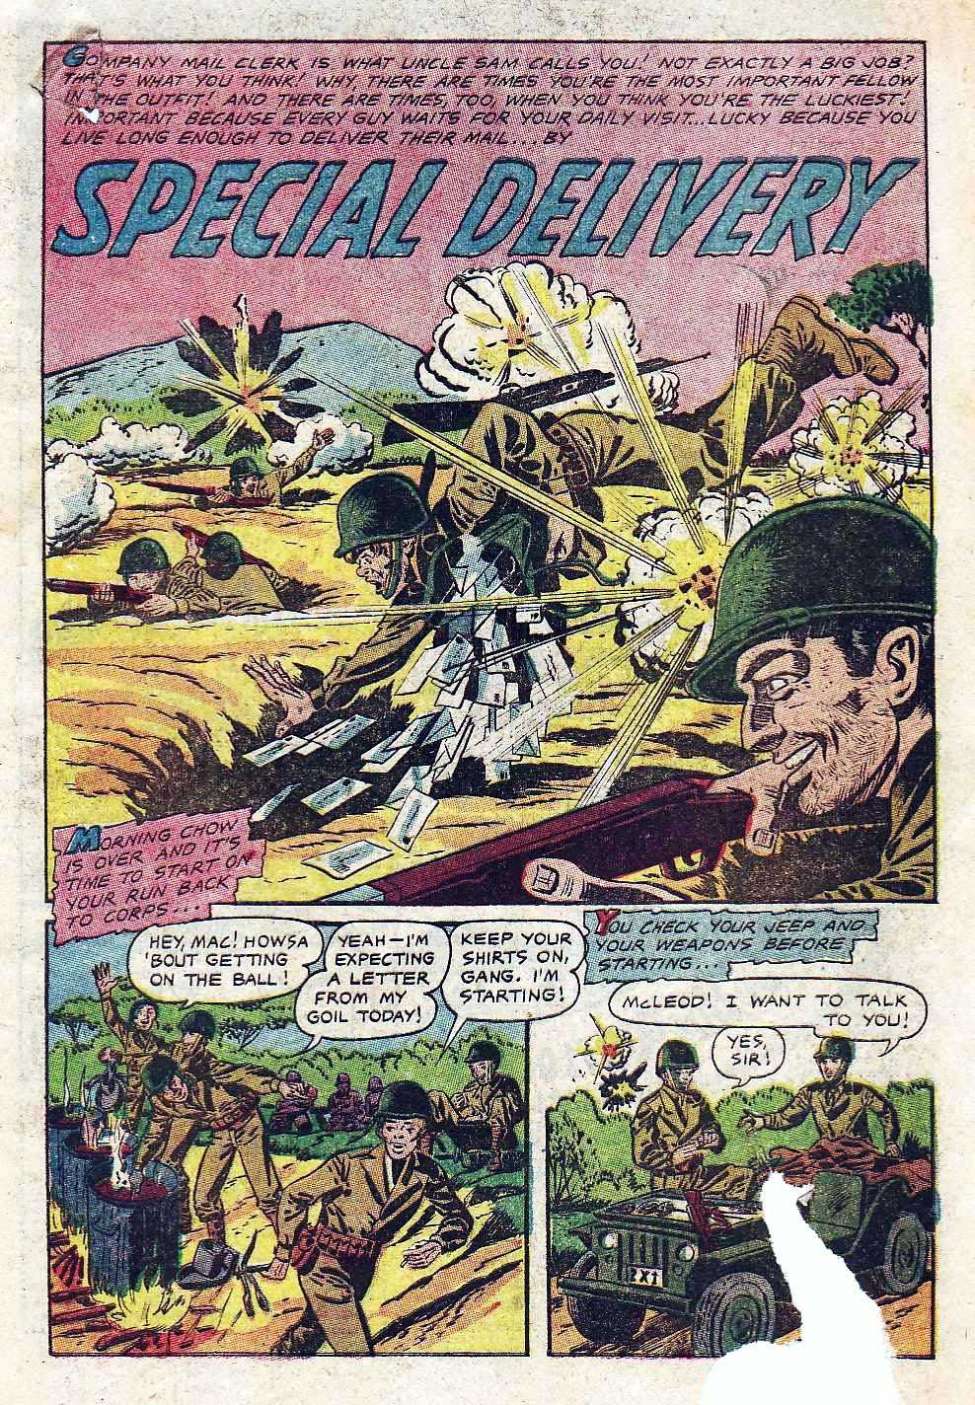 COMPANY MAIL CLERK IS WHAT UNCLE SAM CALLS YOU! NOT EXACTLY A BIG JOB?
THAT'S WHAT YOU THINK! WHY, THERE ARE TIMES YOU'RE THE MOST IMPORTANT FELLOW
IN THE OUTFIT! AND THERE ARE TIMES, TOO, WHEN YOU THINK YOU'RE THE LUCKIEST!
IMPORTANT BECAUSE EVERY GUY WAITS FOR YOUR DAILY VISIT... LUCKY BECAUSE YOU
LIVE LONG ENOUGH TO DELIVER THEIR MAIL... BY
SPECIAL DELIVERY
MORNING CHOW
IS OVER AND IT'S
TIME TO START ON
YOUR RUN BACK
TO CORPS...
HEY, MAC! HOWSA
'BOUT GETTING
ON THE BALL!
YEAH—I'M
EXPECTING
A LETTER
FROM MY
GOIL TODAY!
KEEP YOUR
SHIRTS ON,
GANG. I'M
STARTING!
YOU CHECK YOUR JEEP AND
YOUR WEAPONS BEFORE
STARTING...
McLEOD! I WANT TO TALK
TO YOU!
YES,
SIR!
2X1